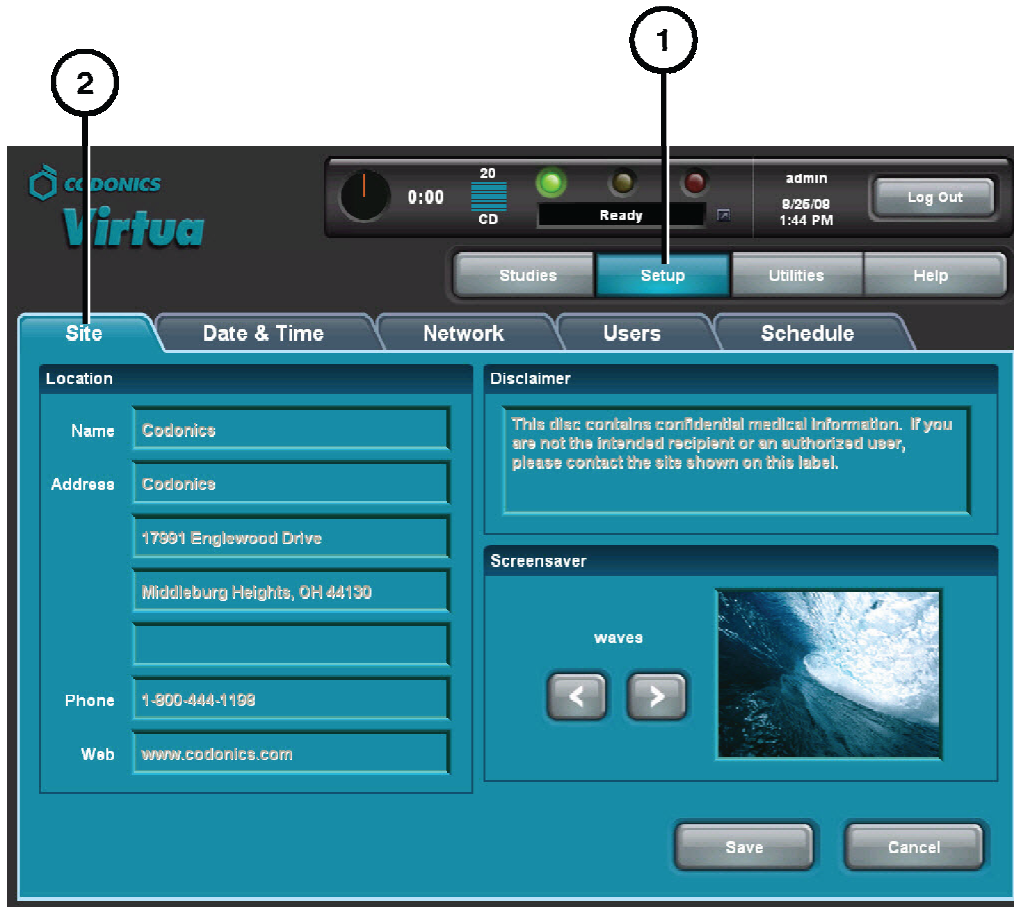 1
2
CODONICS
Virtua
0:00
20
CD
Ready
admin
8/25/08
1:44 PM
Log Out
Studies
Setup
Utilities
Help
Site
Date & Time
Network
Users
Schedule
Location
Name
Codonics
Address
Codonics
17991 Englewood Drive
Middleburg Heights, OH 44130
Phone
1-800-444-1198
Web
www.codonics.com
Disclaimer
This disc contains confidential medical information. If you
are not the intended recipient or an authorized user,
please contact the site shown on this label.
Screensaver
waves
<
>
Save
Cancel